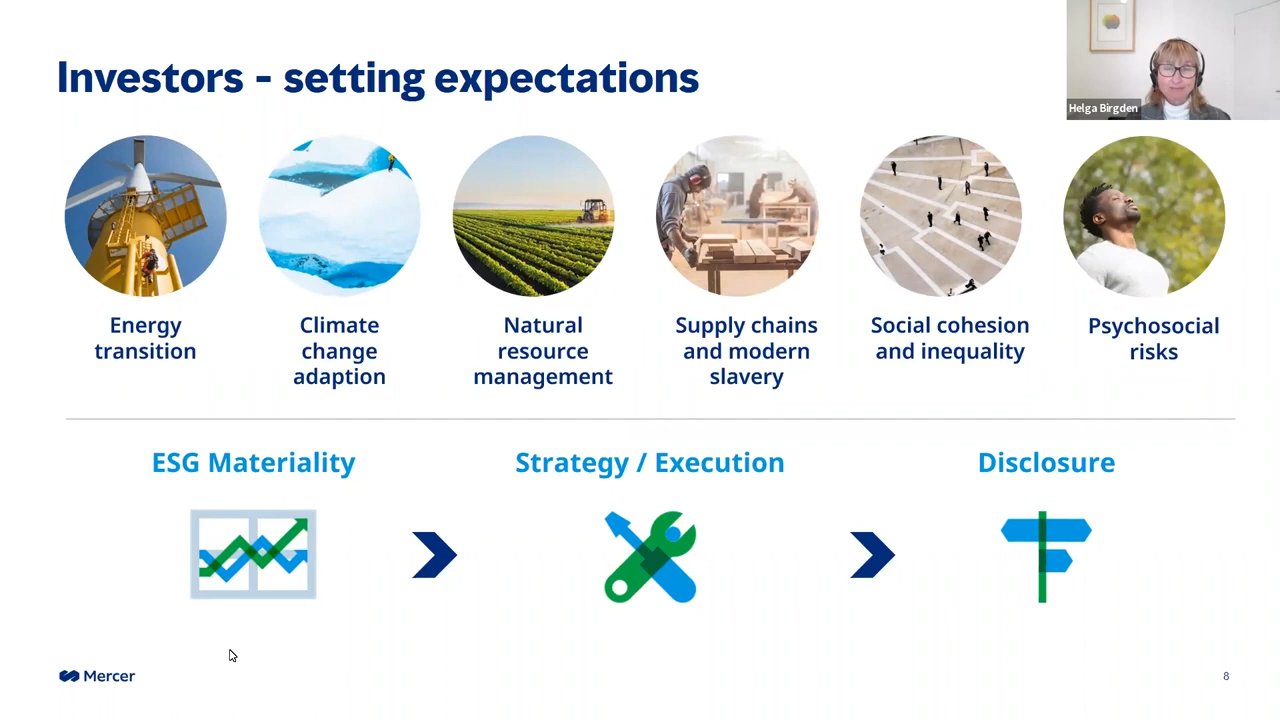 Investors - setting expectations
Helga Birgden
Energy
transition
Climate
change
adaption
Natural
resource
management
Supply chains
and modern
slavery
Social cohesion
and inequality
Psychosocial
risks
ESG Materiality
Strategy / Execution
Disclosure
Mercer
8